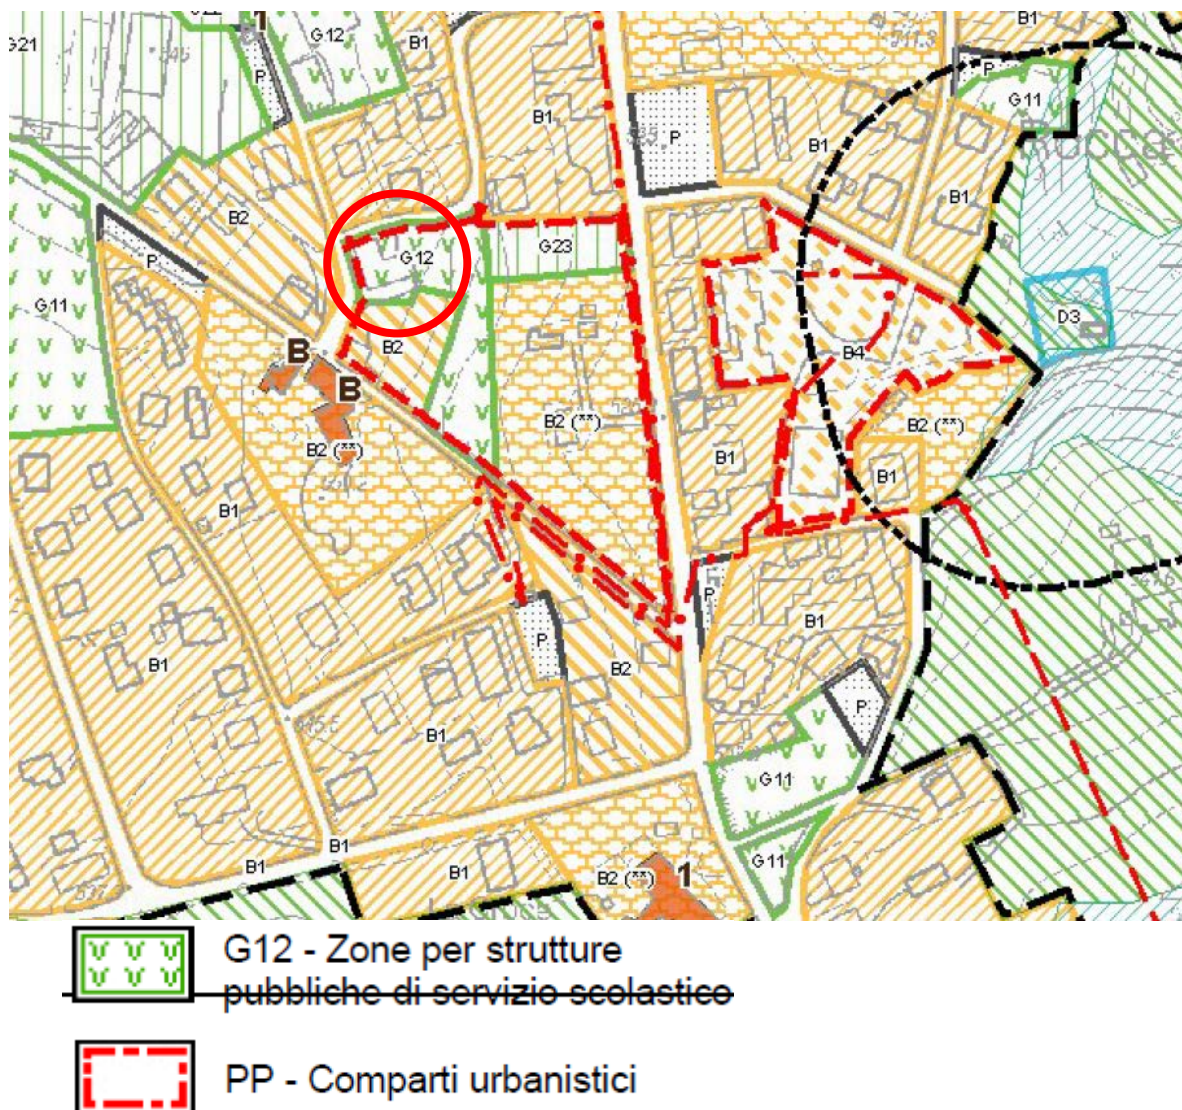 1
G12
B1
B1
G21
P
P
G11
B1
P
B1
Rocca
B2
B1
G12
G23
P
G11
D3
B2
B4
B
B
B2 (**)
B2 (**)
B2 (**)
B1
B1
B1
P
B1
B1
P
B2
P
B1
G11
B1
B1
B1
G11
B2 (**)
1
G12 - Zone per strutture
pubbliche di servizio scolastico
PP - Comparti urbanistici